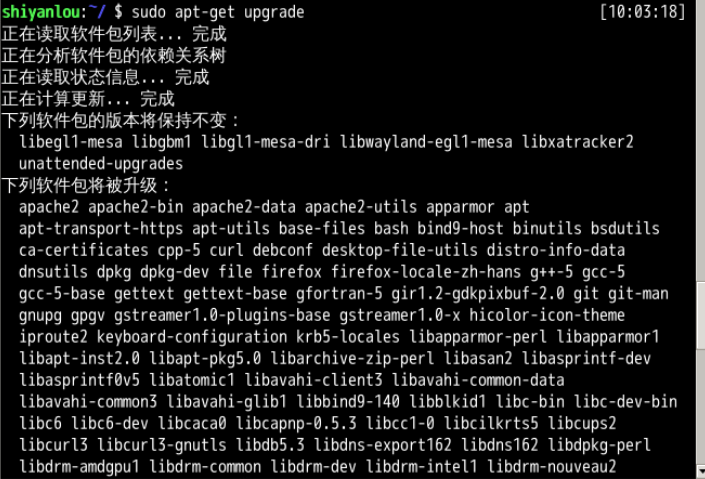 shiyanlou:~/ $ sudo apt-get upgrade [10:03:18]
正在读取软件包列表... 完成
正在分析软件包的依赖关系树
正在读取状态信息... 完成
正在计算更新... 完成
下列软件包的版本将保持不变：
libegl1-mesa libgbm1 libgl1-mesa-dri libwayland-egl1-mesa libxatracker2
unattended-upgrades
下列软件包将被升级：
apache2 apache2-bin apache2-data apache2-utils apparmor apt
apt-transport-https apt-utils base-files bash bind9-host binutils bsdutils
ca-certificates cpp-5 curl debconf desktop-file-utils distro-info-data
dnsutils dpkg dpkg-dev file firefox firefox-locale-zh-hans g++-5 gcc-5
gcc-5-base gettext gettext-base gfortran-5 gir1.2-gdkpixbuf-2.0 git git-man
gnupg gpgv gstreamer1.0-plugins-base gstreamer1.0-x hicolor-icon-theme
iproute2 keyboard-configuration krb5-locales libapparmor-perl libapparmor1
libapt-inst2.0 libapt-pkg5.0 libarchive-zip-perl libasan2 libasprintf-dev
libasprintf0v5 libatomic1 libavahi-client3 libavahi-common-data
libavahi-common3 libavahi-glib1 libbind9-140 libblkid1 libc-bin libc-dev-bin
libc6 libc6-dev libcaca0 libcapnp-0.5.3 libcc1-0 libcilkrts5 libcups2
libcurl3 libcurl3-gnutls libdb5.3 libdns-export162 libdns162 libdpkg-perl
libdrm-amdgpu1 libdrm-common libdrm-dev libdrm-intel1 libdrm-nouveau2